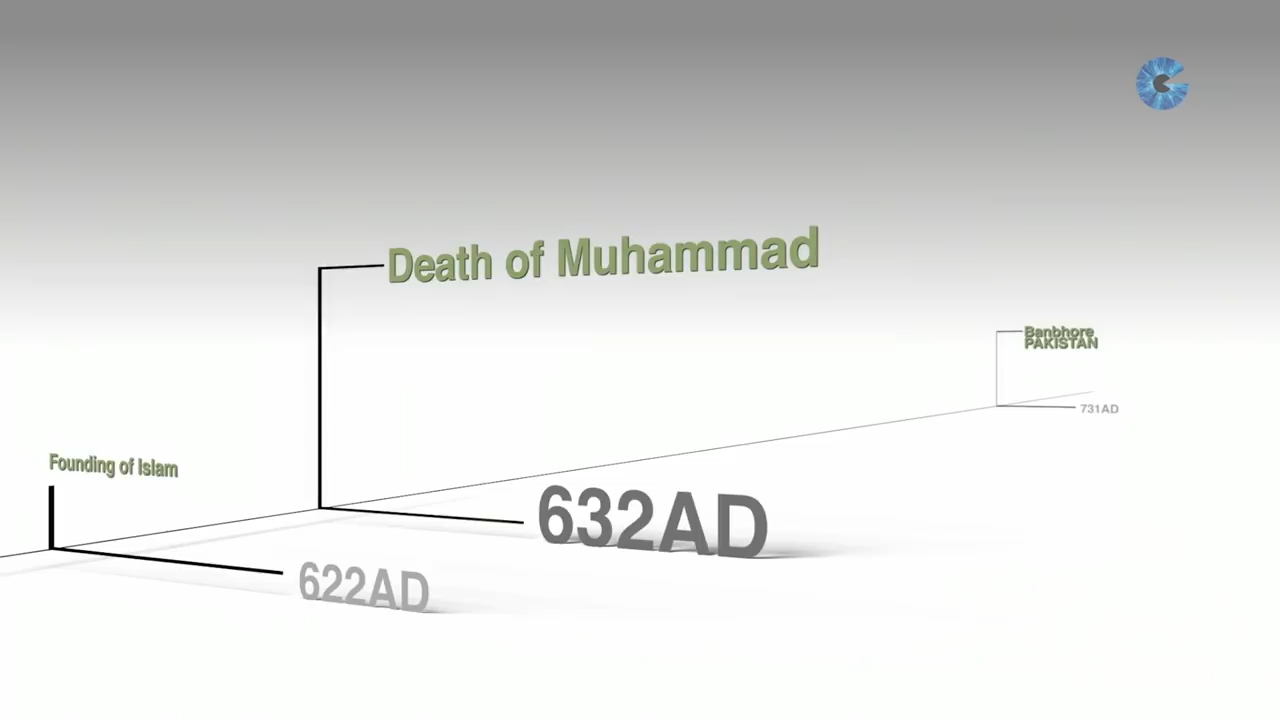 Death of Muhammad
Banbhore
PAKISTAN
731AD
Founding of Islam
632AD
622AD